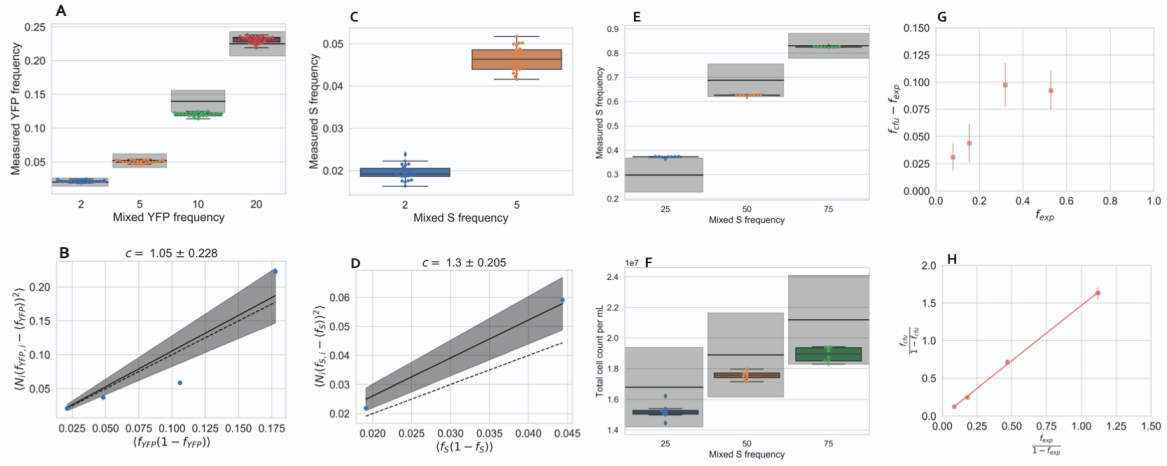 A
Measured YFP frequency
0.25
0.20
0.15
0.10
0.05
2
5
10
20
Mixed YFP frequency
C
Measured S frequency
0.05
0.04
0.03
0.02
2
5
Mixed S frequency
E
Measured S frequency
0.9
0.8
0.7
0.6
0.5
0.4
0.3
0.2
25
50
75
Mixed S frequency
G
f_cfu − f_exp
0.150
0.125
0.100
0.075
0.050
0.025
0.000
0.0
0.2
0.4
0.6
0.8
1.0
f_exp
B
c = 1.05 ± 0.228
⟨N_i(f_YFP,i − ⟨f_YFP⟩)²⟩
0.20
0.15
0.10
0.05
0.025
0.050
0.075
0.100
0.125
0.150
0.175
⟨f_YFP(1 − f_YFP)⟩
D
c = 1.3 ± 0.205
⟨N_i(f_S,i − ⟨f_S⟩)²⟩
0.06
0.05
0.04
0.03
0.02
0.020
0.025
0.030
0.035
0.040
0.045
⟨f_S(1 − f_S)⟩
F
1e7
Total cell count per mL
2.4
2.2
2.0
1.8
1.6
1.4
25
50
75
Mixed S frequency
H
f_cfu
1−f_cfu
2.0
1.5
1.0
0.5
0.0
0.00
0.25
0.50
0.75
1.00
1.25
1.50
f_exp
1−f_exp